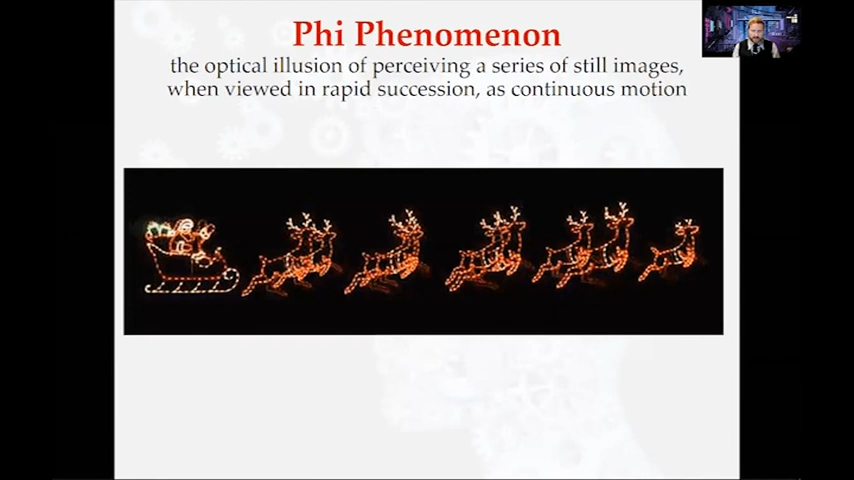 Phi Phenomenon
the optical illusion of perceiving a series of still images,
when viewed in rapid succession, as continuous motion